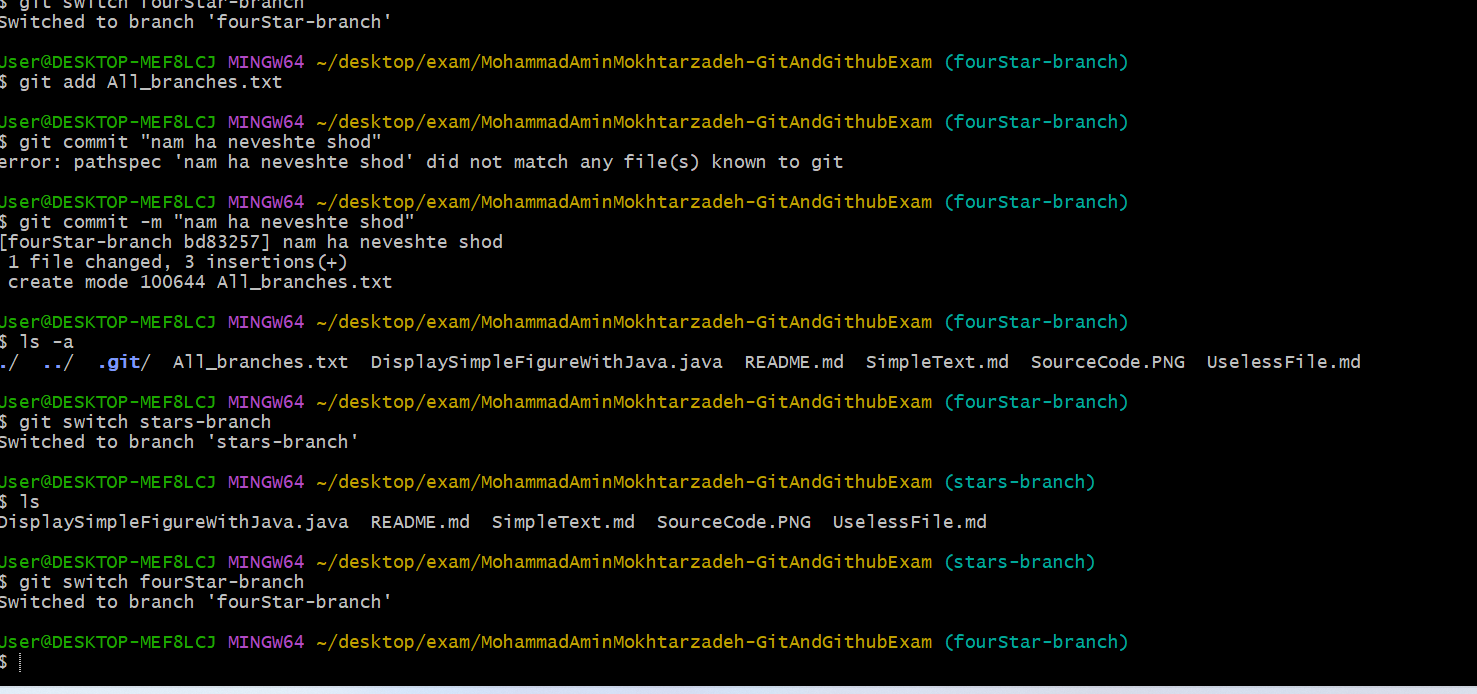 $ git switch fourStar-branch
Switched to branch 'fourStar-branch'
User@DESKTOP-MEF8LCJ MINGW64 ~/desktop/exam/MohammadAminMokhtarzadeh-GitAndGithubExam (fourStar-branch)
$ git add All_branches.txt
User@DESKTOP-MEF8LCJ MINGW64 ~/desktop/exam/MohammadAminMokhtarzadeh-GitAndGithubExam (fourStar-branch)
$ git commit "nam ha neveshte shod"
error: pathspec 'nam ha neveshte shod' did not match any file(s) known to git
User@DESKTOP-MEF8LCJ MINGW64 ~/desktop/exam/MohammadAminMokhtarzadeh-GitAndGithubExam (fourStar-branch)
$ git commit -m "nam ha neveshte shod"
[fourStar-branch bd83257] nam ha neveshte shod
1 file changed, 3 insertions(+)
create mode 100644 All_branches.txt
User@DESKTOP-MEF8LCJ MINGW64 ~/desktop/exam/MohammadAminMokhtarzadeh-GitAndGithubExam (fourStar-branch)
$ ls -a
./ ../ .git/ All_branches.txt DisplaySimpleFigureWithJava.java README.md SimpleText.md SourceCode.PNG UselessFile.md
User@DESKTOP-MEF8LCJ MINGW64 ~/desktop/exam/MohammadAminMokhtarzadeh-GitAndGithubExam (fourStar-branch)
$ git switch stars-branch
Switched to branch 'stars-branch'
User@DESKTOP-MEF8LCJ MINGW64 ~/desktop/exam/MohammadAminMokhtarzadeh-GitAndGithubExam (stars-branch)
$ ls
DisplaySimpleFigureWithJava.java README.md SimpleText.md SourceCode.PNG UselessFile.md
User@DESKTOP-MEF8LCJ MINGW64 ~/desktop/exam/MohammadAminMokhtarzadeh-GitAndGithubExam (stars-branch)
$ git switch fourStar-branch
Switched to branch 'fourStar-branch'
User@DESKTOP-MEF8LCJ MINGW64 ~/desktop/exam/MohammadAminMokhtarzadeh-GitAndGithubExam (fourStar-branch)
$